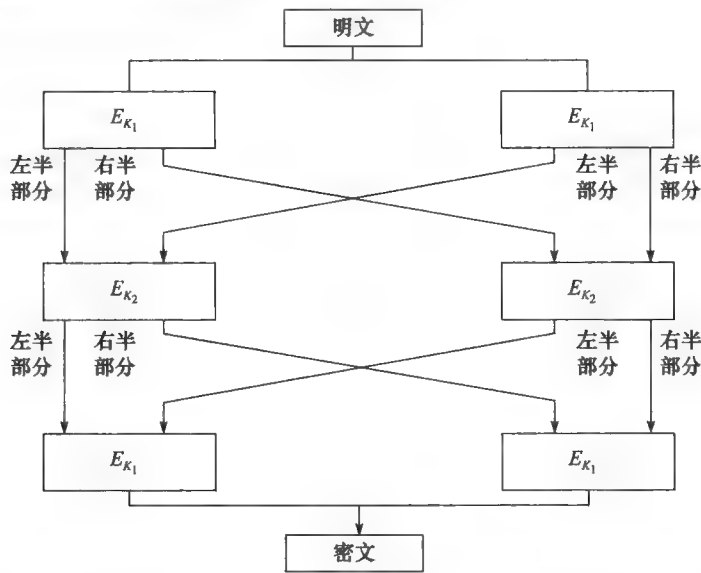 明文
E_{K_1} E_{K_1}
左半 右半 左半 右半
部分 部分 部分 部分
E_{K_2} E_{K_2}
左半 右半 左半 右半
部分 部分 部分 部分
E_{K_1} E_{K_1}
密文